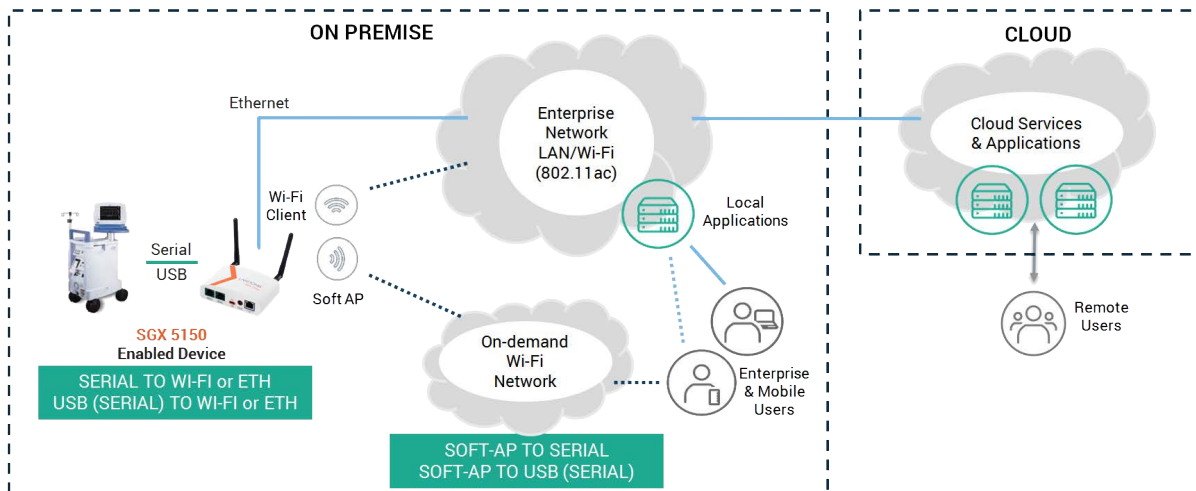 ON PREMISE
CLOUD
Ethernet
Enterprise
Network
LAN/Wi-Fi
(802.11ac)
Cloud Services
& Applications
Wi-Fi
Client
Local
Applications
Serial
USB
Soft AP
Remote
Users
SGX 5150
Enabled Device
On-demand
Wi-Fi
Network
Enterprise
& Mobile
Users
SERIAL TO WI-FI or ETH
USB (SERIAL) TO WI-FI or ETH
SOFT-AP TO SERIAL
SOFT-AP TO USB (SERIAL)